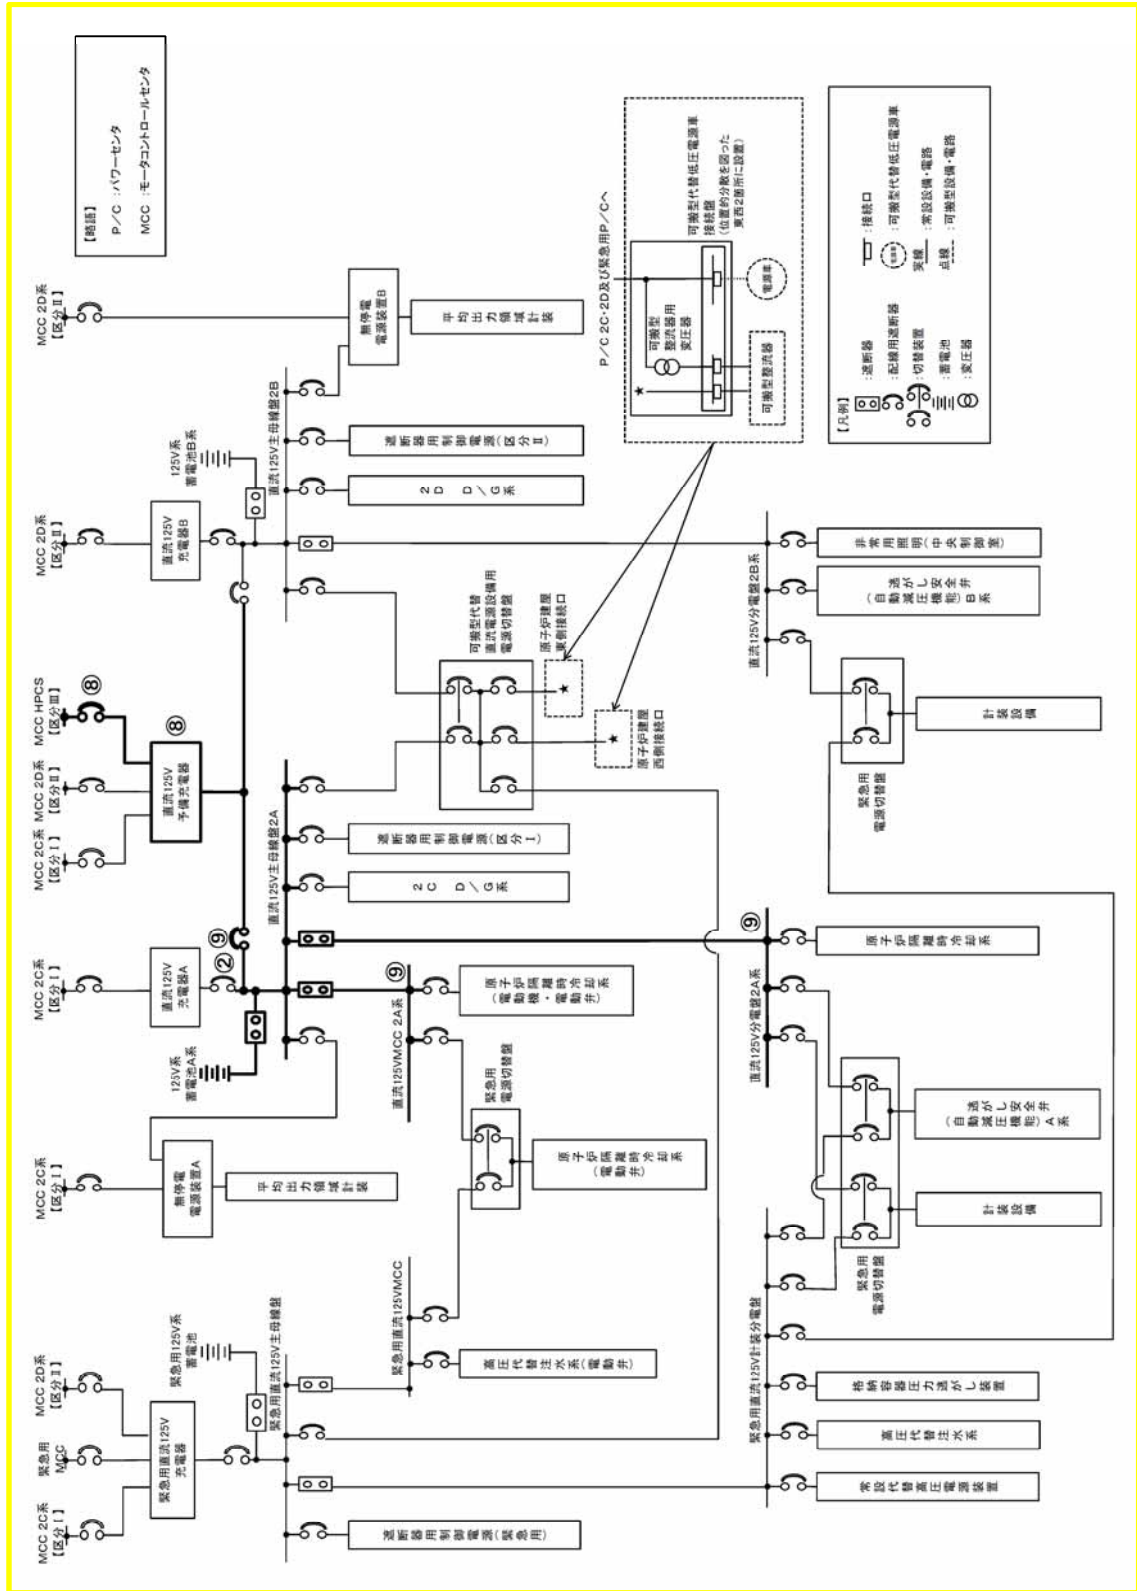 【略語】
P／C ：パワーセンタ
MCC ：モータコントロールセンタ
MCC 2C系
【区分Ⅰ】
緊急用
MCC
MCC 2D系
【区分Ⅱ】
緊急用直流125V
充電器
緊急用125V系
蓄電池
緊急用直流125V主母線盤
遮断器用制御電源（緊急用）
緊急用直流125VMCC
高圧代替注水系（電動弁）
緊急用直流125V計装分電盤
常設代替高圧電源装置
高圧代替注水系
格納容器圧力逃がし装置
MCC 2C系
【区分Ⅰ】
無停電
電源装置A
平均出力領域計装
MCC 2C系
【区分Ⅰ】
直流125V
充電器A
125V系
蓄電池A系
②
⑨
直流125V主母線盤2A
直流125VMCC 2A系
⑨
原子炉隔離時冷却系
（電動機・電動弁）
緊急用
電源切替盤
原子炉隔離時冷却系
（電動弁）
2C D／G系
遮断器用制御電源（区分Ⅰ）
直流125V分電盤2A系
⑨
原子炉隔離時冷却系
緊急用
電源切替盤
逃がし安全弁
（自動減圧機能）A系
計装設備
MCC 2C系
【区分Ⅰ】
MCC 2D系
【区分Ⅱ】
MCC HPCS
【区分Ⅲ】
⑧
直流125V
予備充電器
⑧
可搬型代替
直流電源設備用
電源切替盤
原子炉建屋
西側接続口
★
原子炉建屋
東側接続口
★
MCC 2D系
【区分Ⅱ】
直流125V
充電器B
125V系
蓄電池B系
直流125V主母線盤2B
2D D／G系
遮断器用制御電源（区分Ⅱ）
MCC 2D系
【区分Ⅱ】
無停電
電源装置B
平均出力領域計装
直流125V分電盤2B系
非常用照明（中央制御室）
逃がし安全弁
（自動減圧機能）B系
緊急用
電源切替盤
計装設備
P／C 2C・2D及び緊急用P／Cへ
可搬型代替低圧電源車
接続盤
（位置的分散を図った
東西2箇所に設置）
★
可搬型
整流器用
変圧器
可搬型整流器
電源車
【凡例】
：遮断器
：配線用遮断器
：切替装置
：蓄電池
：変圧器
：接続口
電源車
：可搬型代替低圧電源車
実線 ：常設設備・電路
点線 ：可搬型設備・電路